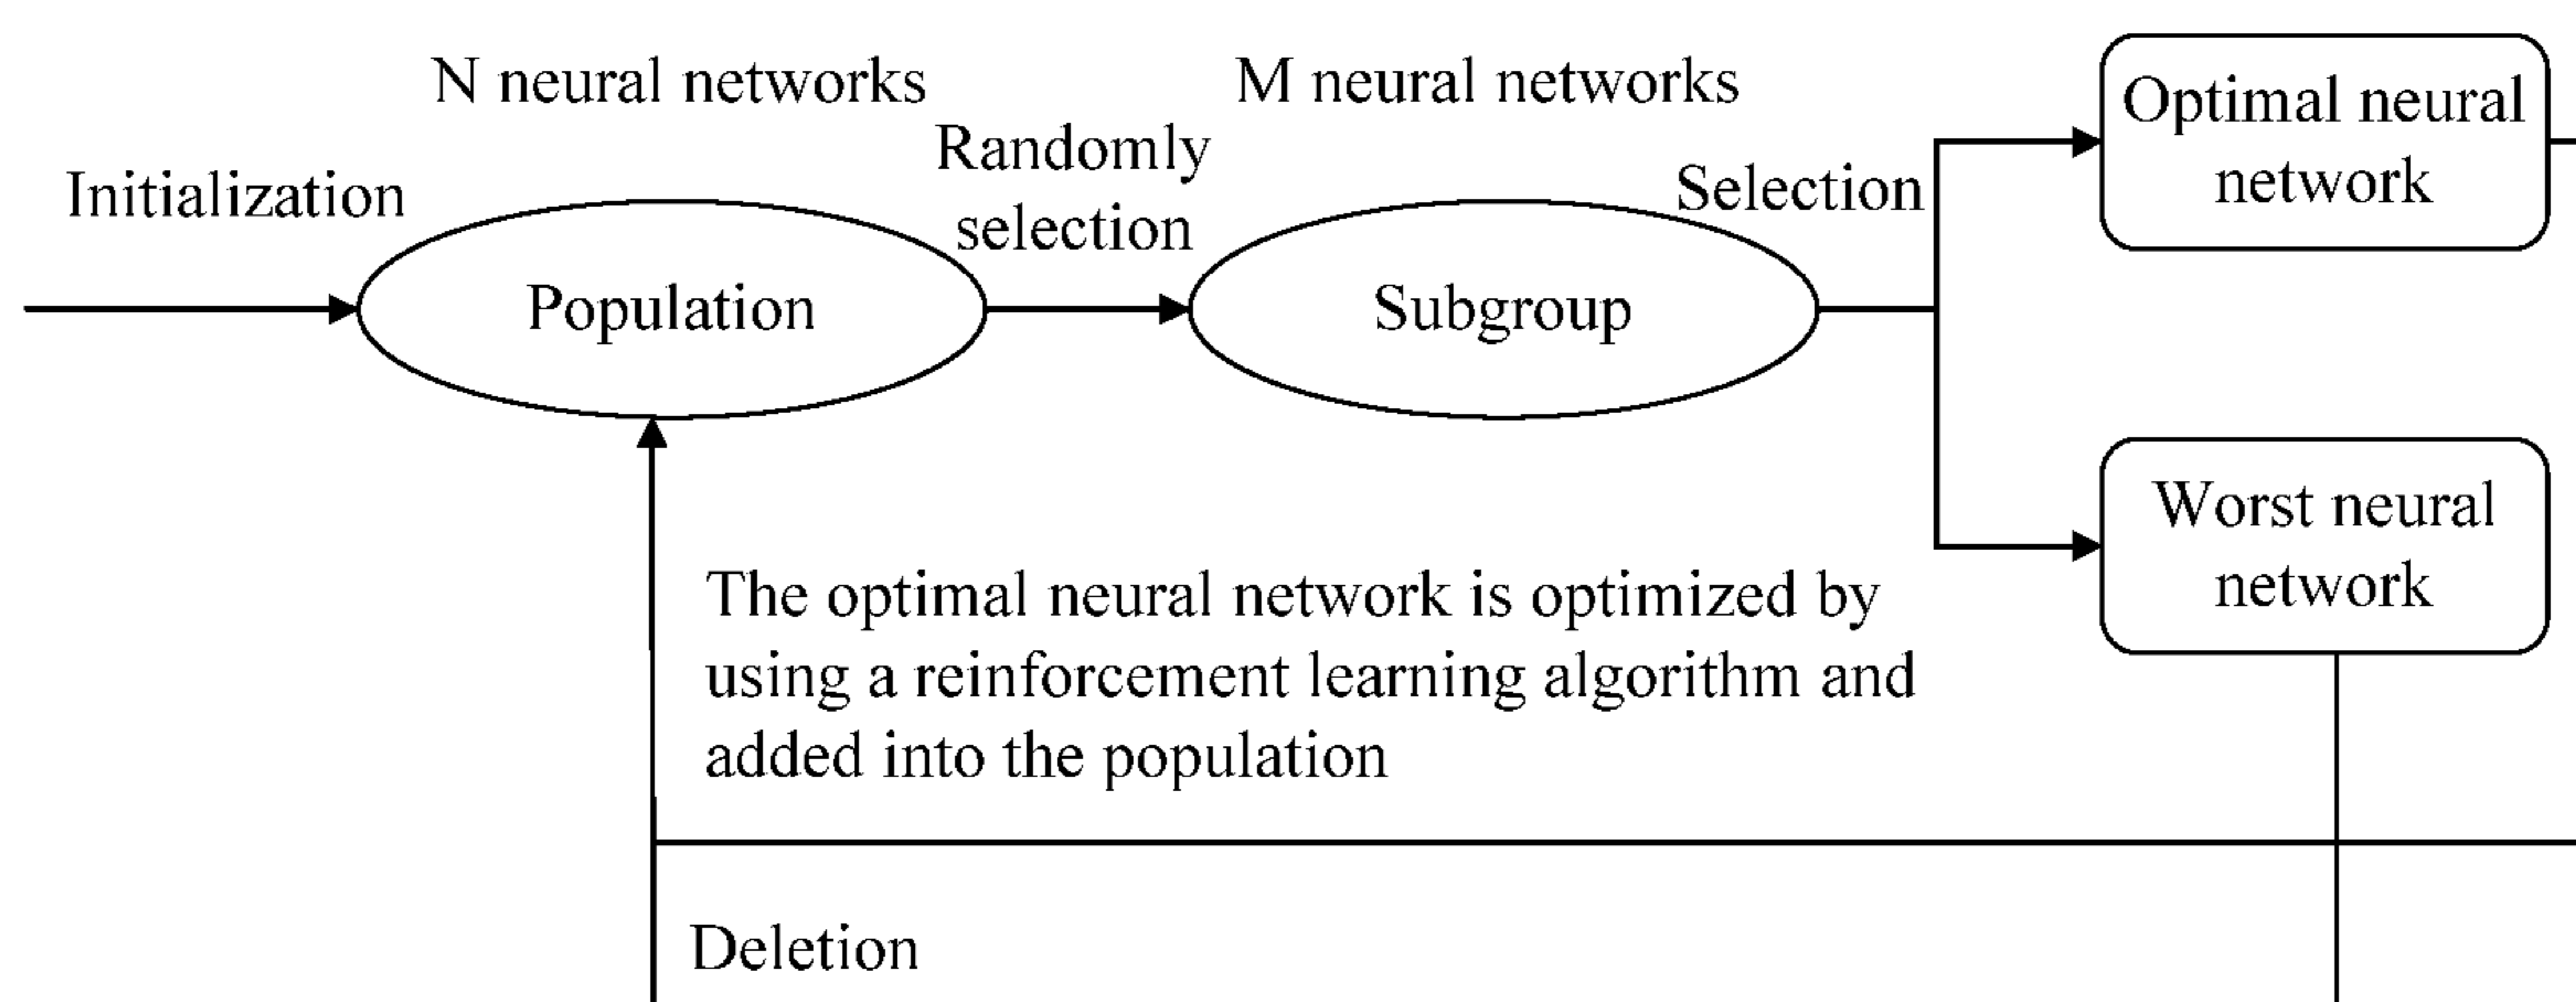 N neural networks
M neural networks
Initialization
Randomly
selection
Selection
Population
Subgroup
Optimal neural
network
Worst neural
network
The optimal neural network is optimized by
using a reinforcement learning algorithm and
added into the population
Deletion